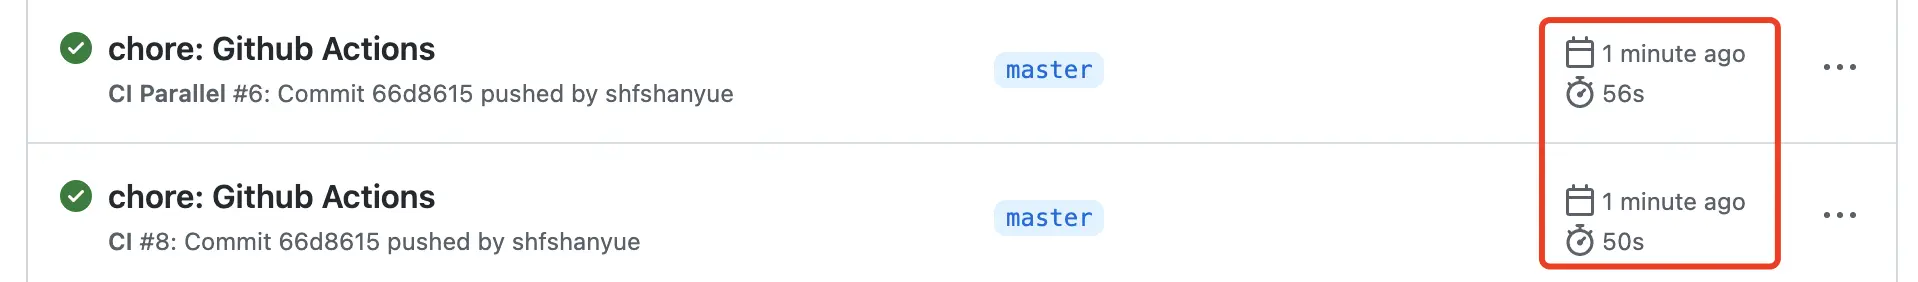 chore: Github Actions
CI Parallel #6: Commit 66d8615 pushed by shfshanyue
master
1 minute ago
56s
chore: Github Actions
CI #8: Commit 66d8615 pushed by shfshanyue
master
1 minute ago
50s